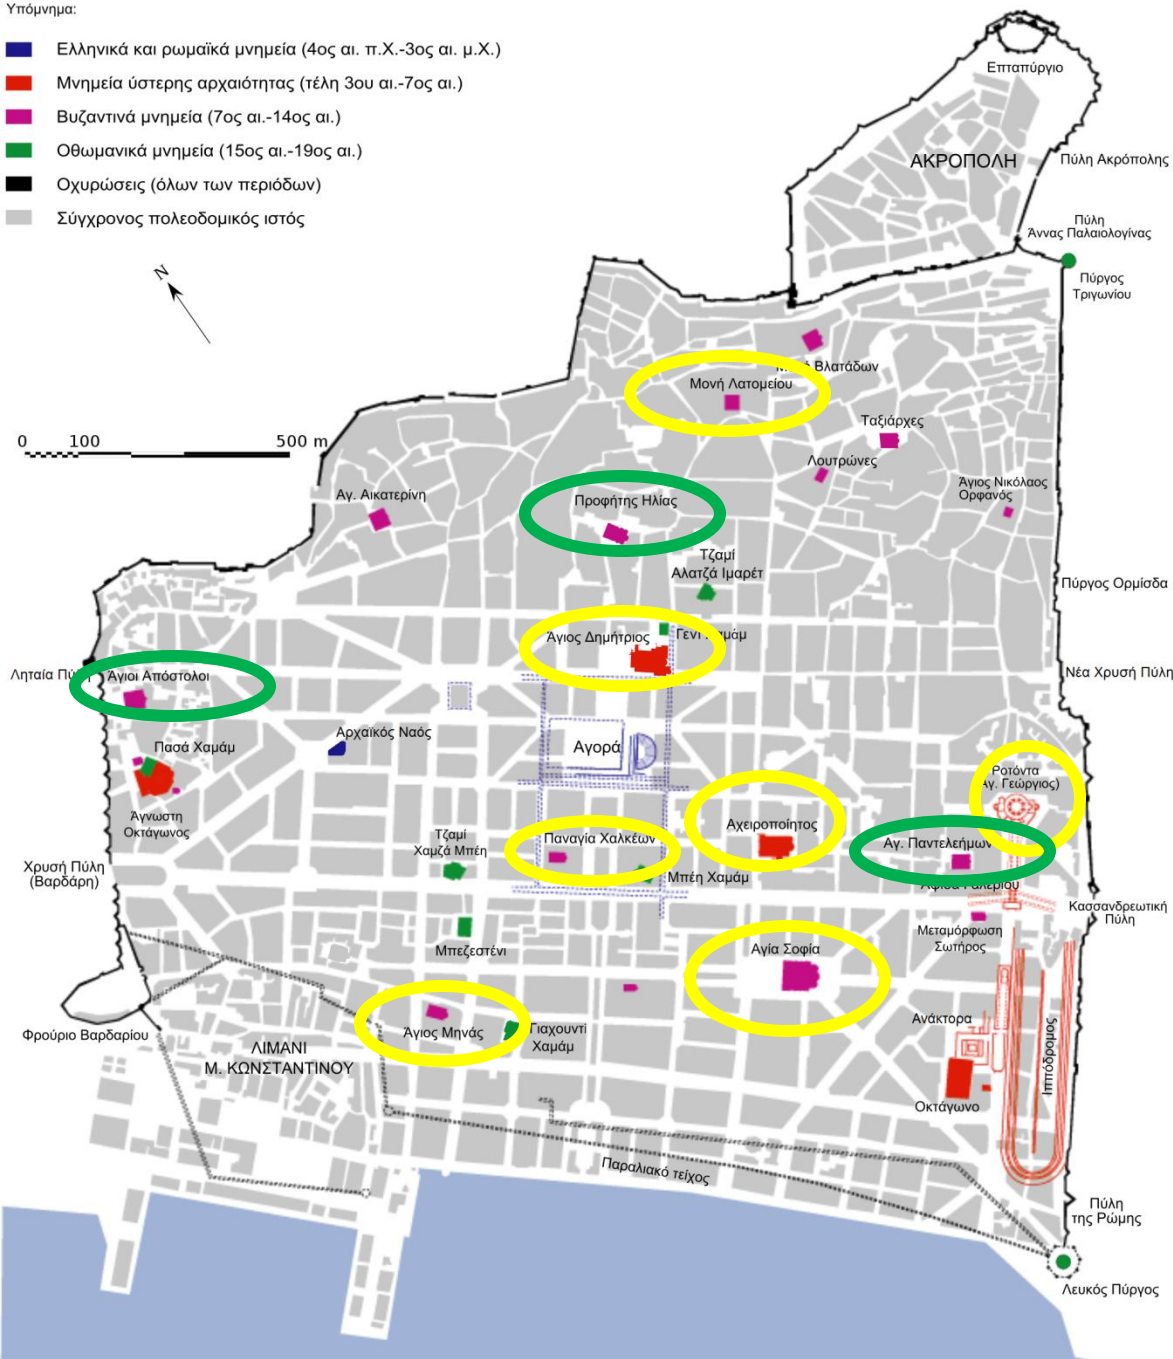 Υπόμνημα:
Ελληνικά και ρωμαϊκά μνημεία (4ος αι. π.Χ.-3ος αι. μ.Χ.)
Μνημεία ύστερης αρχαιότητας (τέλη 3ου αι.-7ος αι.)
Βυζαντινά μνημεία (7ος αι.-14ος αι.)
Οθωμανικά μνημεία (15ος αι.-19ος αι.)
Οχυρώσεις (όλων των περιόδων)
Σύγχρονος πολεοδομικός ιστός
N
0 100 500 m
Επταπύργιο
ΑΚΡΟΠΟΛΗ
Πύλη Ακρόπολης
Πύλη
Άννας Παλαιολογίνας
Πύργος
Τριγωνίου
Βλατάδων
Μονή Λατομείου
Ταξιάρχες
Λουτρώνες
Άγιος Νικόλαος
Ορφανός
Αγ. Αικατερίνη
Προφήτης Ηλίας
Τζαμί
Αλατζά Ιμαρέτ
Πύργος Ορμίσδα
Άγιος Δημήτριος
Γενί Χαμάμ
Ληταία Πύλη
Άγιοι Απόστολοι
Νέα Χρυσή Πύλη
Αρχαϊκός Ναός
Αγορά
Πασά Χαμάμ
Ροτόντα
(Αγ. Γεώργιος)
Άγνωστη
Οκτάγωνος
Τζαμί
Χαμζά Μπέη
Παναγία Χαλκέων
Αχειροποίητος
Αγ. Παντελεήμων
Χρυσή Πύλη
(Βαρδάρη)
Μπέη Χαμάμ
Αψίδα Γαλερίου
Κασσανδρεωτική
Πύλη
Μεταμόρφωση
Σωτήρος
Μπεζεστένι
Αγία Σοφία
Φρούριο Βαρδαρίου
Άγιος Μηνάς
Γιαχουντί
Χαμάμ
Ανάκτορα
Ιππόδρομος
ΛΙΜΑΝΙ
Μ. ΚΩΝΣΤΑΝΤΙΝΟΥ
Οκτάγωνο
Παραλιακό τείχος
Πύλη
της Ρώμης
Λευκός Πύργος